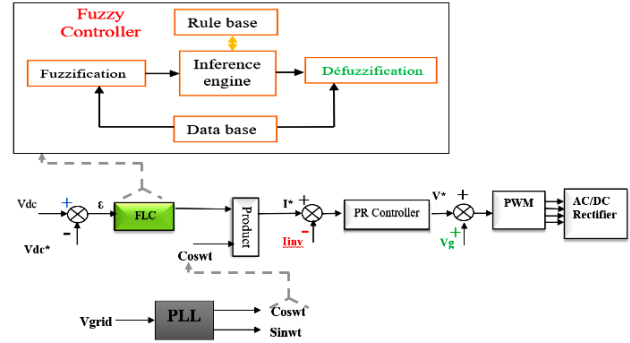 Fuzzy
Controller
Rule base
Fuzzification
Inference
engine
Défuzzification
Data base
Vdc
+
ε
FLC
-
Vdc*
Product
Coswt
I*
+
-
Iinv
PR Controller
V*
+
+
Vg
PWM
AC/DC
Rectifier
Vgrid
PLL
Coswt
Sinwt